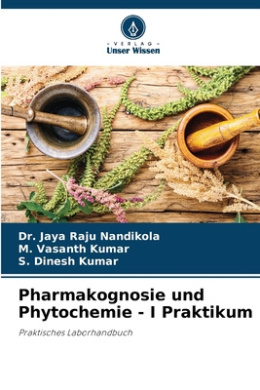 VERLAG
Unser Wissen
Dr. Jaya Raju Nandikola
M. Vasanth Kumar
S. Dinesh Kumar
Pharmakognosie und
Phytochemie - I Praktikum
Praktisches Laborhandbuch